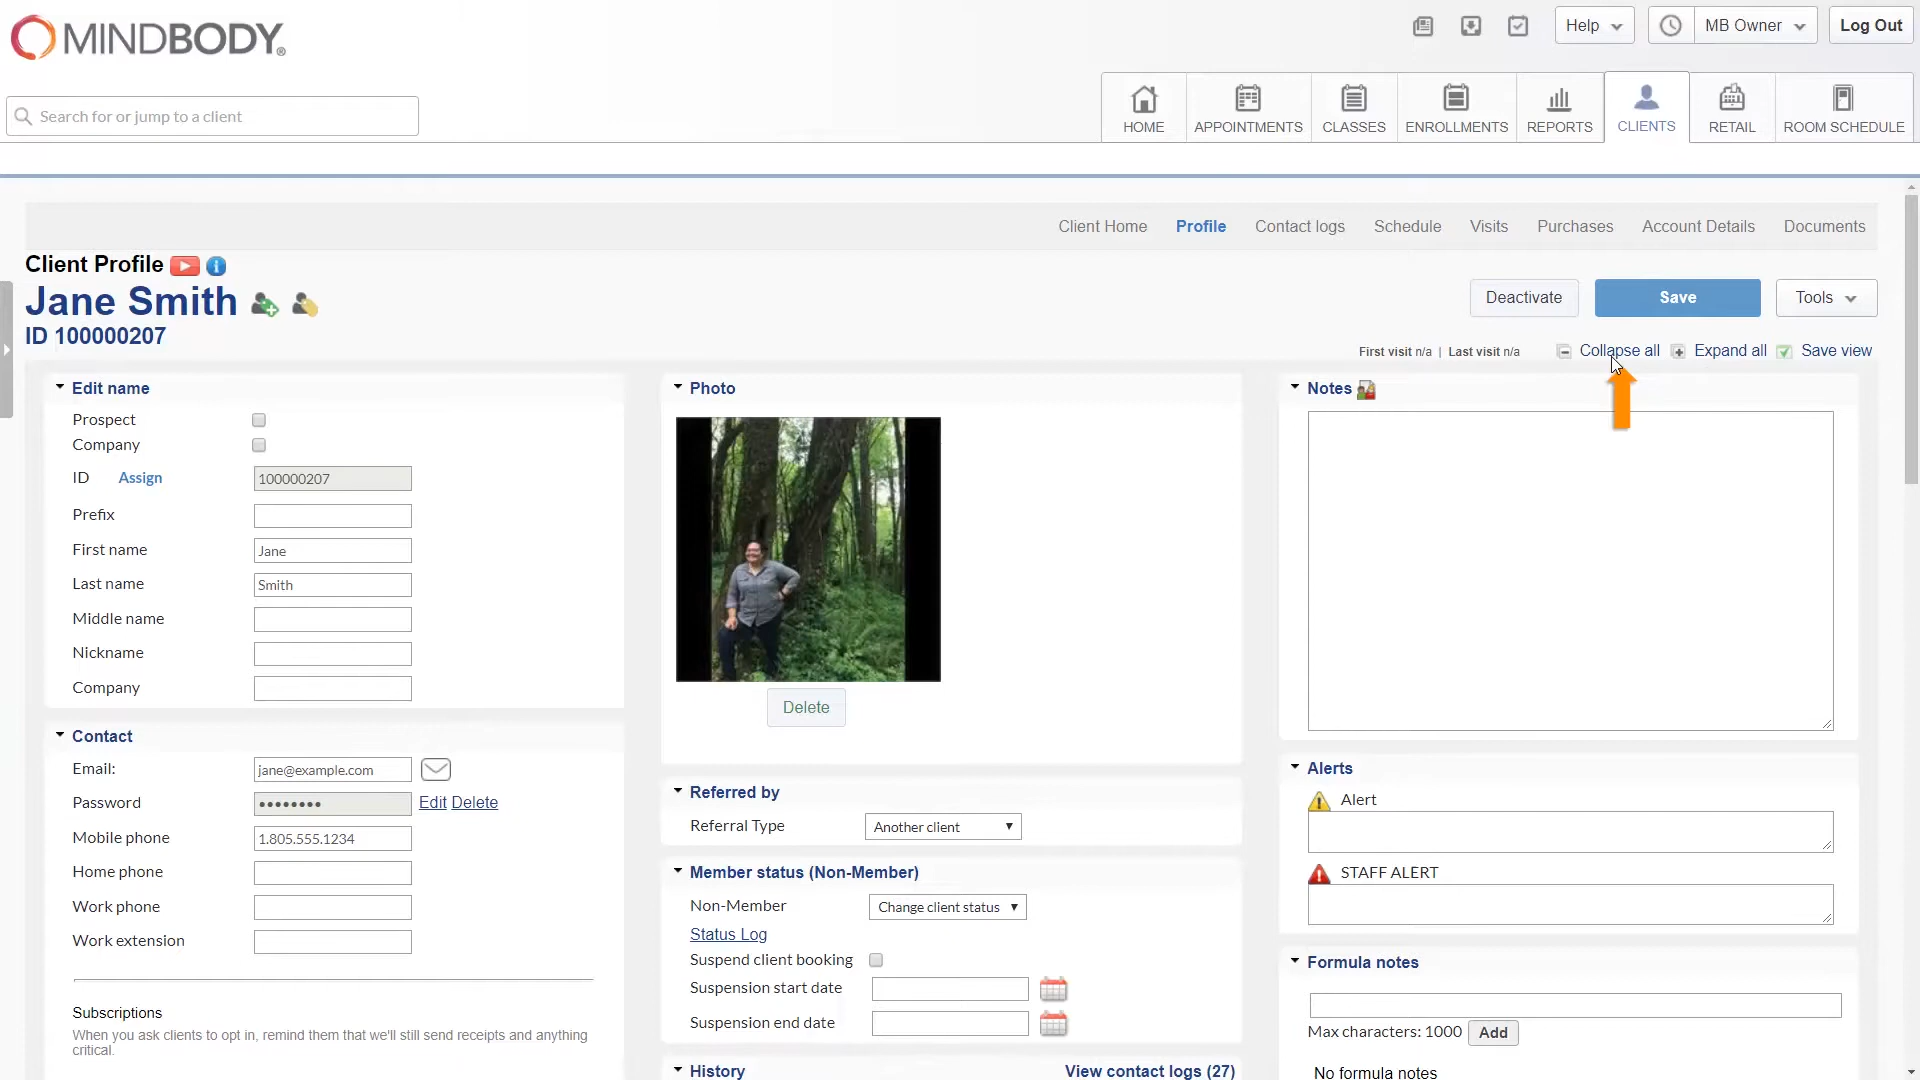 MINDBODY®
Help
MB Owner
Log Out
Search for or jump to a client
HOME
APPOINTMENTS
CLASSES
ENROLLMENTS
REPORTS
CLIENTS
RETAIL
ROOM SCHEDULE
Client Home
Profile
Contact logs
Schedule
Visits
Purchases
Account Details
Documents
Client Profile
Jane Smith
ID 100000207
Deactivate
Save
Tools
First visit n/a | Last visit n/a
Collapse all
Expand all
Save view
Edit name
Prospect
Company
ID Assign 100000207
Prefix
First name Jane
Last name Smith
Middle name
Nickname
Company
Contact
Email: jane@example.com
Password •••••••• Edit Delete
Mobile phone 1.805.555.1234
Home phone
Work phone
Work extension
Subscriptions
When you ask clients to opt in, remind them that we'll still send receipts and anything
critical.
Photo
Delete
Referred by
Referral Type Another client
Member status (Non-Member)
Non-Member Change client status
Status Log
Suspend client booking
Suspension start date
Suspension end date
History View contact logs (27)
Notes
Alerts
Alert
STAFF ALERT
Formula notes
Max characters: 1000 Add
No formula notes